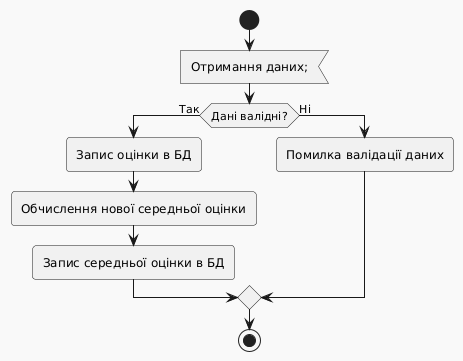 Отримання даних;
Так
Дані валідні?
Ні
Запис оцінки в БД
Помилка валідації даних
Обчислення нової середньої оцінки
Запис середньої оцінки в БД